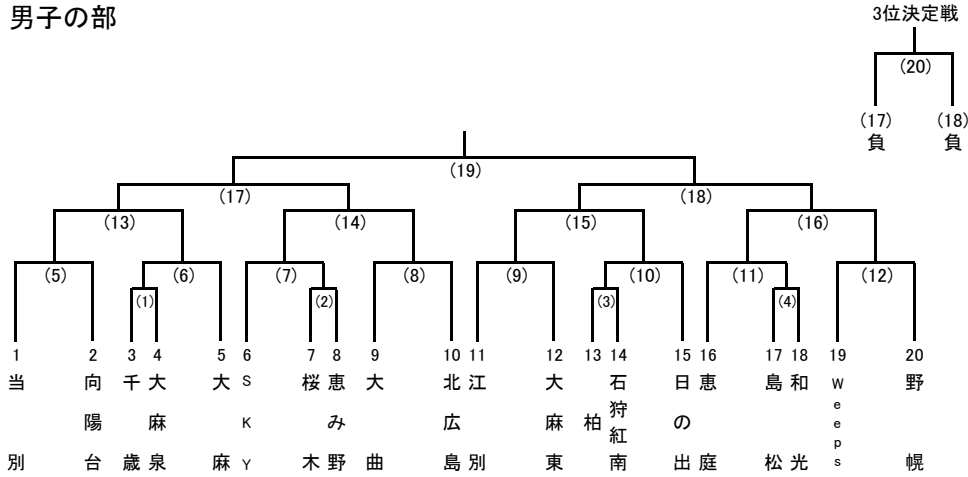 男子の部
3位決定戦
(20)
(17)
負
(18)
負
(19)
(17)
(18)
(13)
(14)
(15)
(16)
(5)
(6)
(7)
(8)
(9)
(10)
(11)
(12)
(1)
(2)
(3)
(4)
1
2
3
4
5
6
7
8
9
10
11
12
13
14
15
16
17
18
19
20
当別
向陽台
千歳
大麻泉
大麻
SKY
桜木
恵み野
大曲
北広島
江別
大麻東
柏
石狩紅南
日の出
恵庭
島松
和光
Weeps
野幌